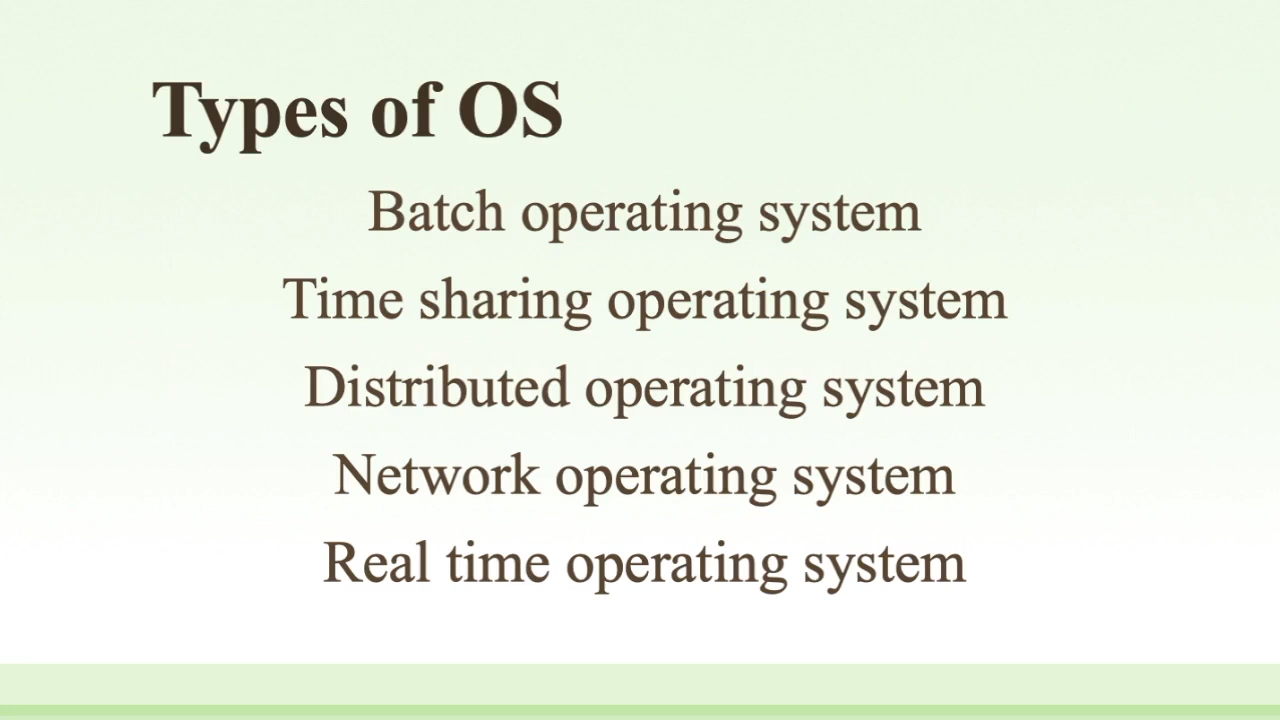 Types of OS
Batch operating system
Time sharing operating system
Distributed operating system
Network operating system
Real time operating system